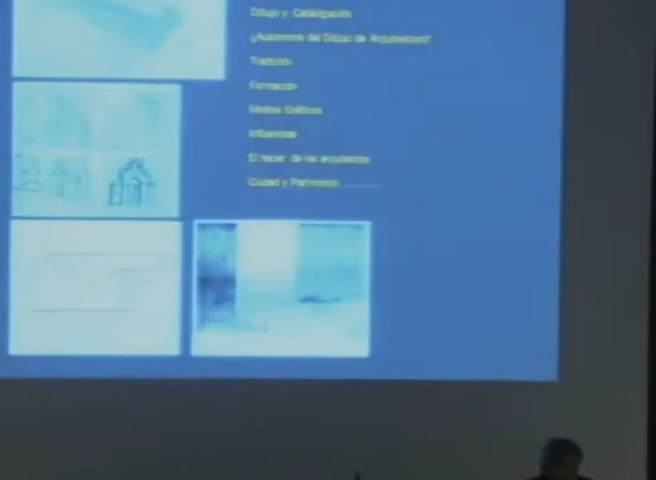 Dibujo y Catalogación
¿Autonomía del Dibujo de Arquitectura?
Tradición
Formación
Medios Gráficos
Influencias
El hacer de los arquitectos
Ciudad y Patrimonio